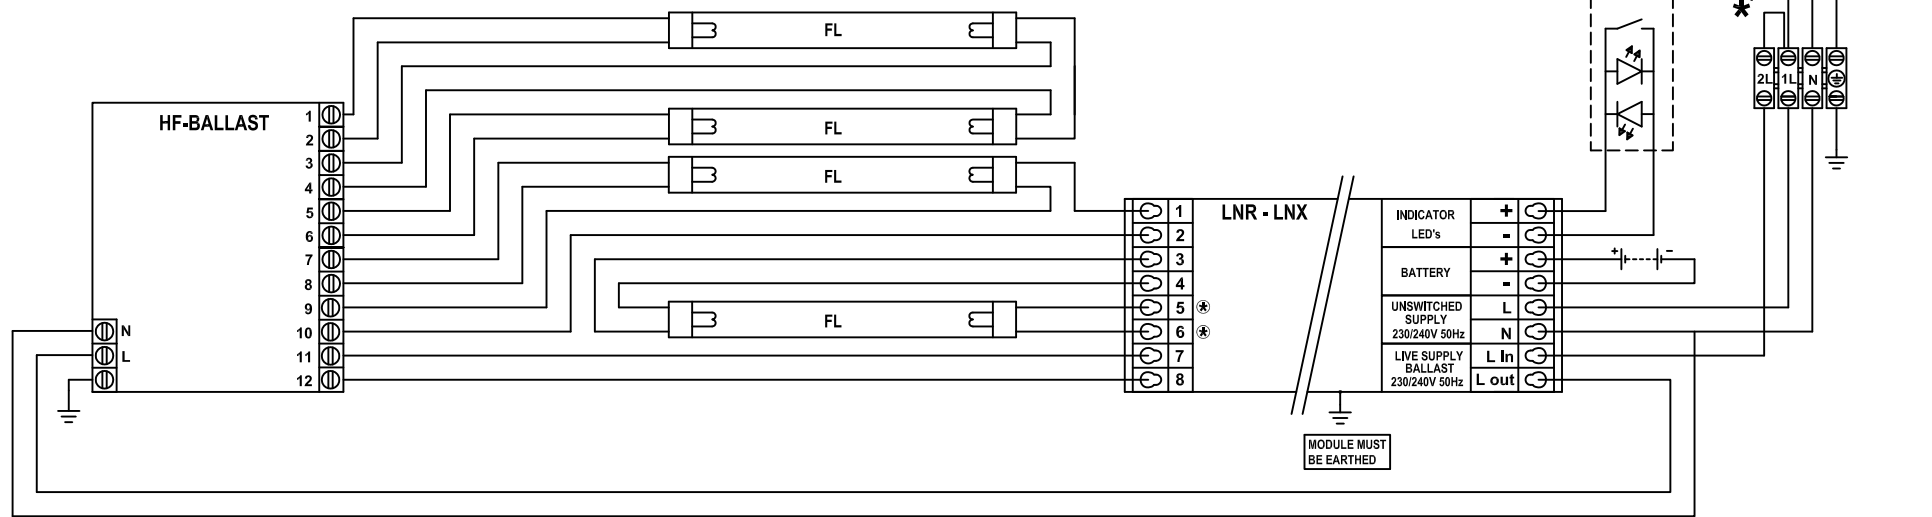 *
FL
2L 1L N
HF-BALLAST
1
2
3
4
5
6
7
8
9
10
11
12
N
L
FL
FL
FL
LNR - LNX
1
2
3
4
5 *
6 *
7
8
INDICATOR
LED's
+
-
BATTERY
+
-
UNSWITCHED
SUPPLY
230/240V 50Hz
L
N
LIVE SUPPLY
BALLAST
230/240V 50Hz
L In
L out
+ -
MODULE MUST
BE EARTHED